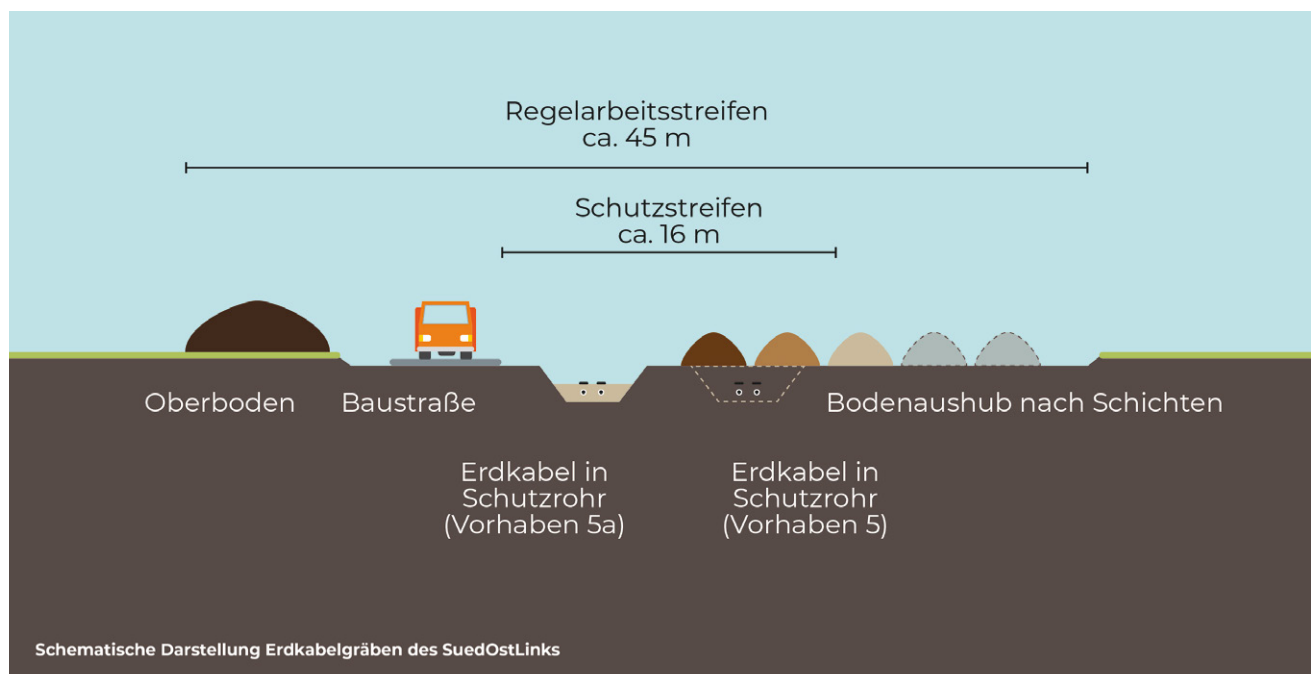 Regelarbeitsstreifen
ca. 45 m
Schutzstreifen
ca. 16 m
Oberboden
Baustraße
Bodenaushub nach Schichten
Erdkabel in
Schutzrohr
(Vorhaben 5a)
Erdkabel in
Schutzrohr
(Vorhaben 5)
Schematische Darstellung Erdkabelgräben des SuedOstLinks